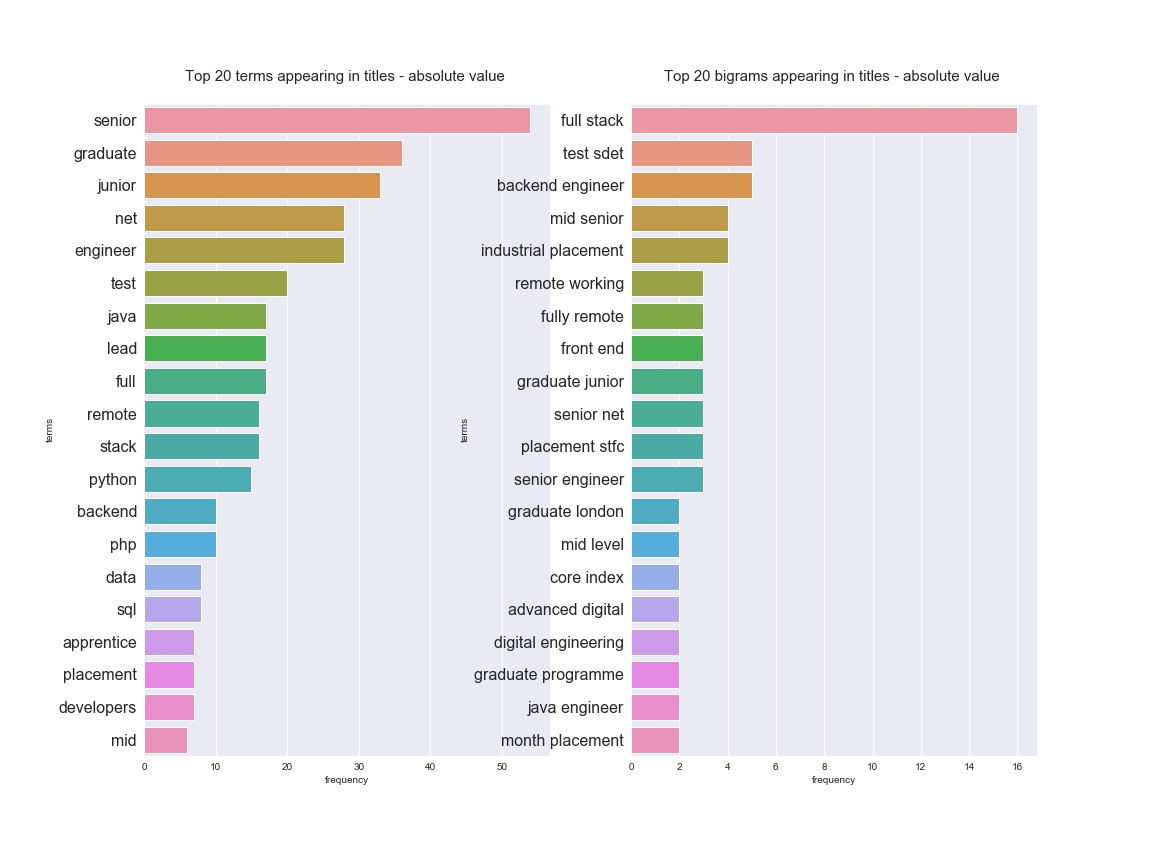 Top 20 terms appearing in titles - absolute value
senior
graduate
junior
net
engineer
test
java
lead
full
remote
stack
python
backend
php
data
sql
apprentice
placement
developers
mid
terms
0 10 20 30 40 50
frequency
Top 20 bigrams appearing in titles - absolute value
full stack
test sdet
backend engineer
mid senior
industrial placement
remote working
fully remote
front end
graduate junior
senior net
placement stfc
senior engineer
graduate london
mid level
core index
advanced digital
digital engineering
graduate programme
java engineer
month placement
terms
0 2 4 6 8 10 12 14 16
frequency